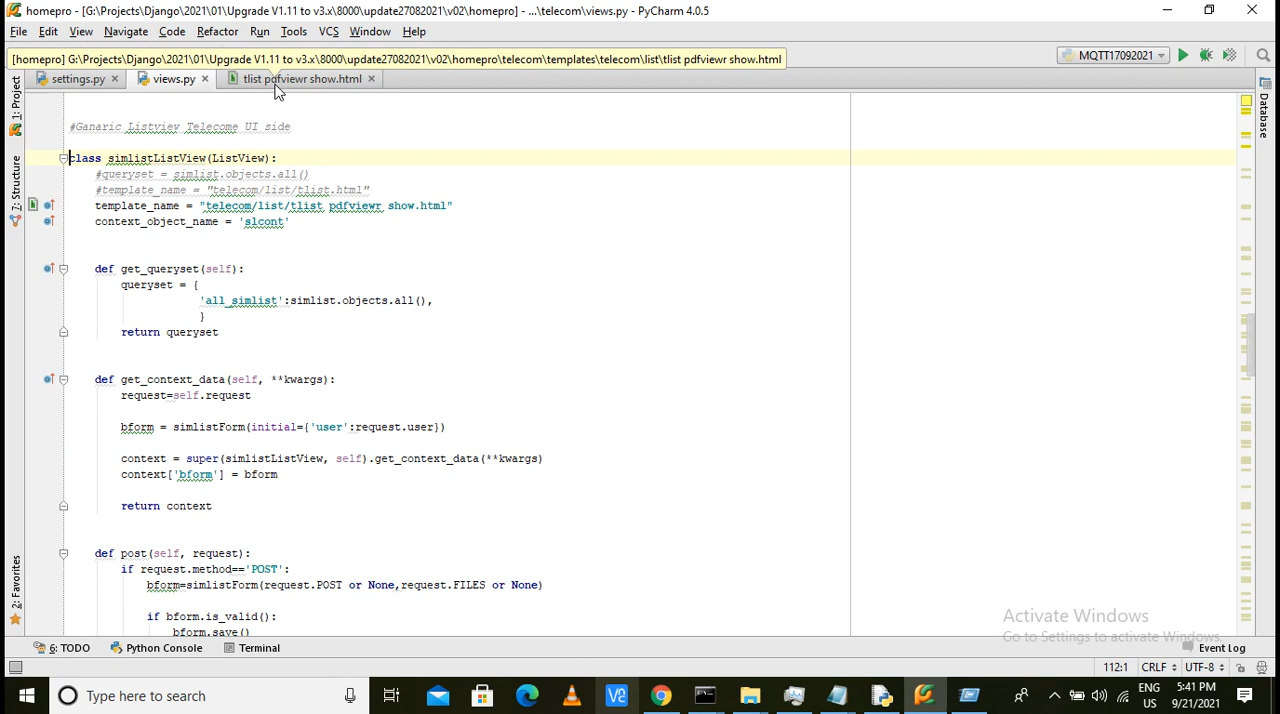 homepro - [G:\Projects\Django\2021\01\Upgrade V1.11 to v3.x\8000\update27082021\v02\homepro] - ...\telecom\views.py - PyCharm 4.0.5
File Edit View Navigate Code Refactor Run Tools VCS Window Help
[homepro] G:\Projects\Django\2021\01\Upgrade V1.11 to v3.x\8000\update27082021\v02\homepro\telecom\templates\telecom\list\tlist pdfviewr show.html
MQTT17092021
settings.py
views.py
tlist pdfviewr show.html
1: Project
7: Structure
2: Favorites
Database
#Ganaric Listview Telecome UI side
class simlistListView(ListView):
#queryset = simlist.objects.all()
#template_name = "telecom/list/tlist.html"
template_name = "telecom/list/tlist pdfviewr show.html"
context_object_name = 'slcont'
def get_queryset(self):
queryset = {
'all_simlist':simlist.objects.all(),
}
return queryset
def get_context_data(self, **kwargs):
request=self.request
bform = simlistForm(initial={'user':request.user})
context = super(simlistListView, self).get_context_data(**kwargs)
context['bform'] = bform
return context
def post(self, request):
if request.method=='POST':
bform=simlistForm(request.POST or None,request.FILES or None)
if bform.is_valid():
bform.save()
Activate Windows
Go to Settings to activate Windows.
6: TODO Python Console Terminal Event Log
112:1 CRLF UTF-8
Type here to search
ENG
US
5:41 PM
9/21/2021